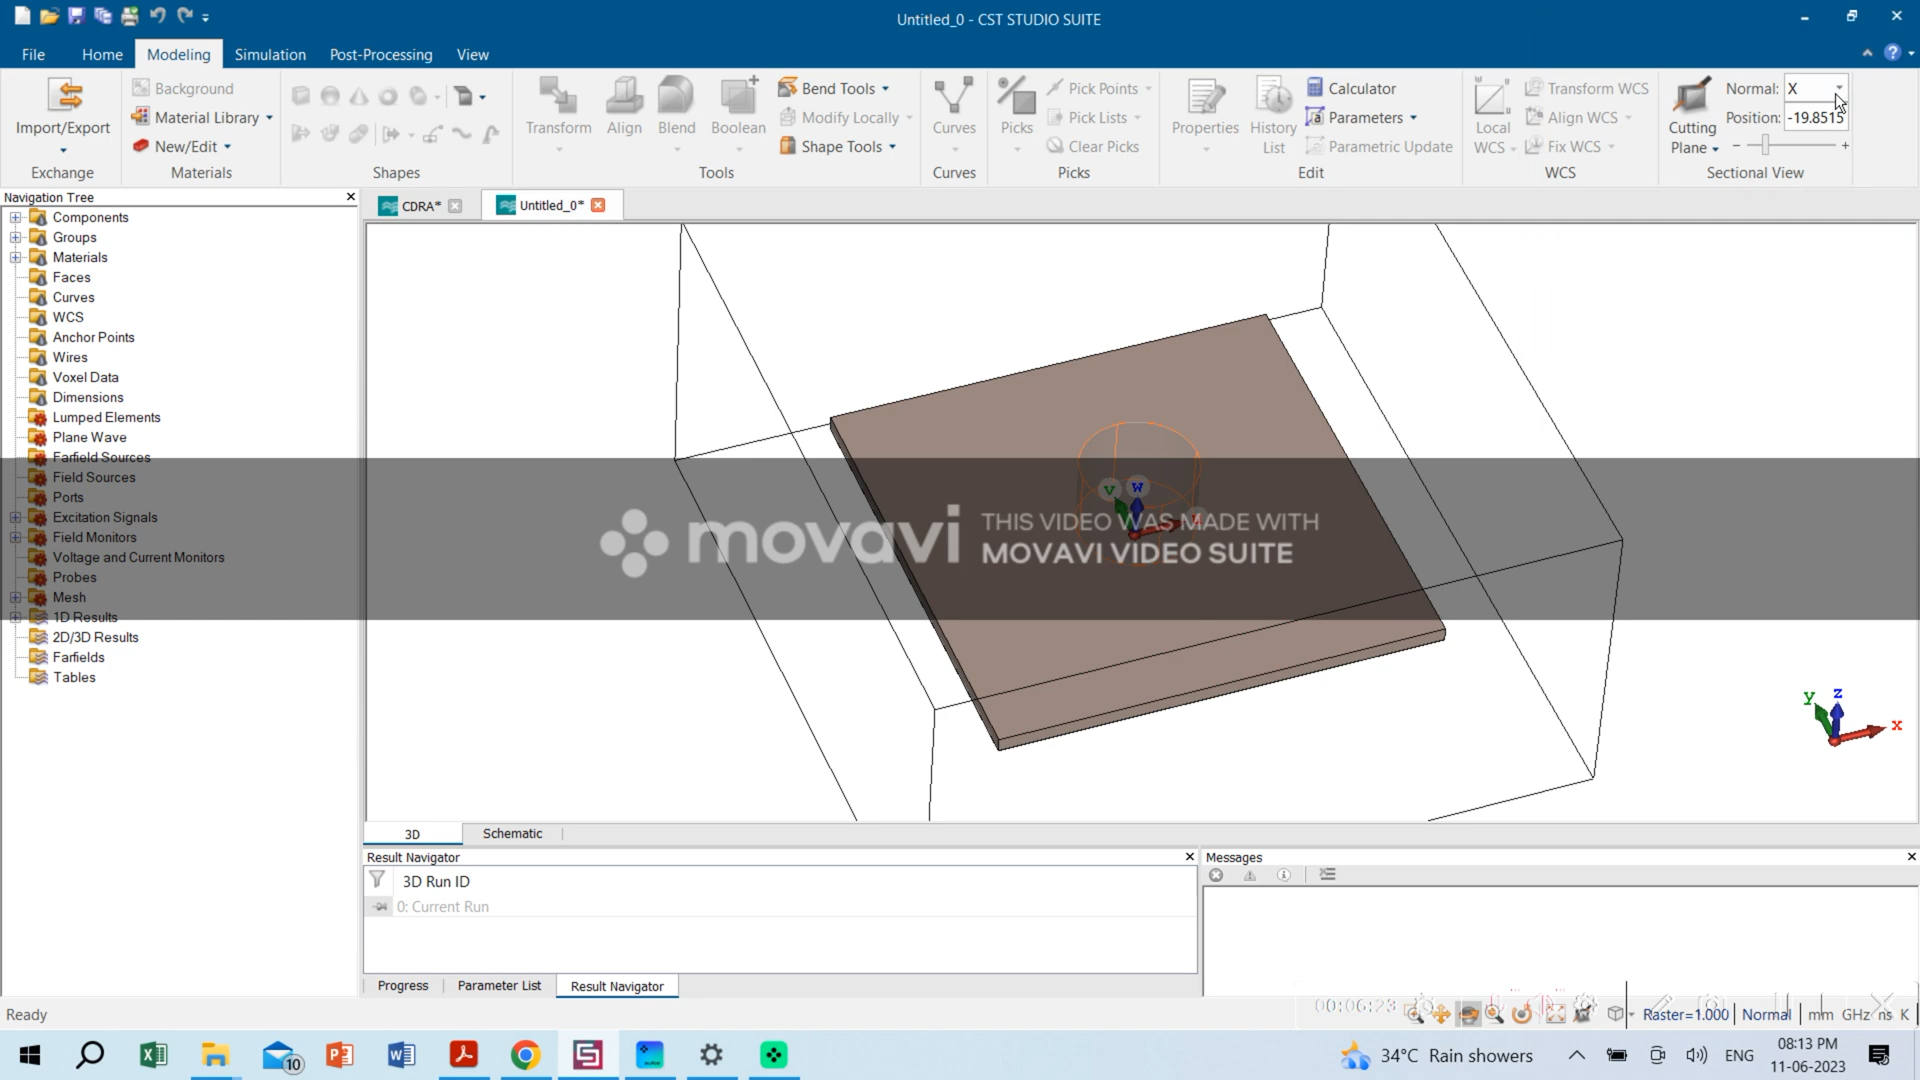 Untitled_0 - CST STUDIO SUITE
File
Home
Modeling
Simulation
Post-Processing
View
Import/Export
Exchange
Background
Material Library
New/Edit
Materials
Shapes
Transform
Align
Blend
Boolean
Bend Tools
Modify Locally
Shape Tools
Tools
Curves
Curves
Picks
Pick Points
Pick Lists
Clear Picks
Picks
Properties
History
List
Calculator
Parameters
Parametric Update
Edit
Local
WCS
Transform WCS
Align WCS
Fix WCS
WCS
Cutting
Plane
Normal: X
Position: -19.8515
Sectional View
Navigation Tree
CDRA*
Untitled_0*
Components
Groups
Materials
Faces
Curves
WCS
Anchor Points
Wires
Voxel Data
Dimensions
Lumped Elements
Plane Wave
Farfield Sources
Field Sources
Ports
Excitation Signals
Field Monitors
Voltage and Current Monitors
Probes
Mesh
1D Results
2D/3D Results
Farfields
Tables
V
W
movavi
THIS VIDEO WAS MADE WITH
MOVAVI VIDEO SUITE
y
z
x
3D
Schematic
Result Navigator
3D Run ID
0: Current Run
Progress
Parameter List
Result Navigator
Messages
Ready
00:06:23
Raster=1.000
Normal
mm GHz ns K
10
34°C Rain showers
ENG
08:13 PM
11-06-2023